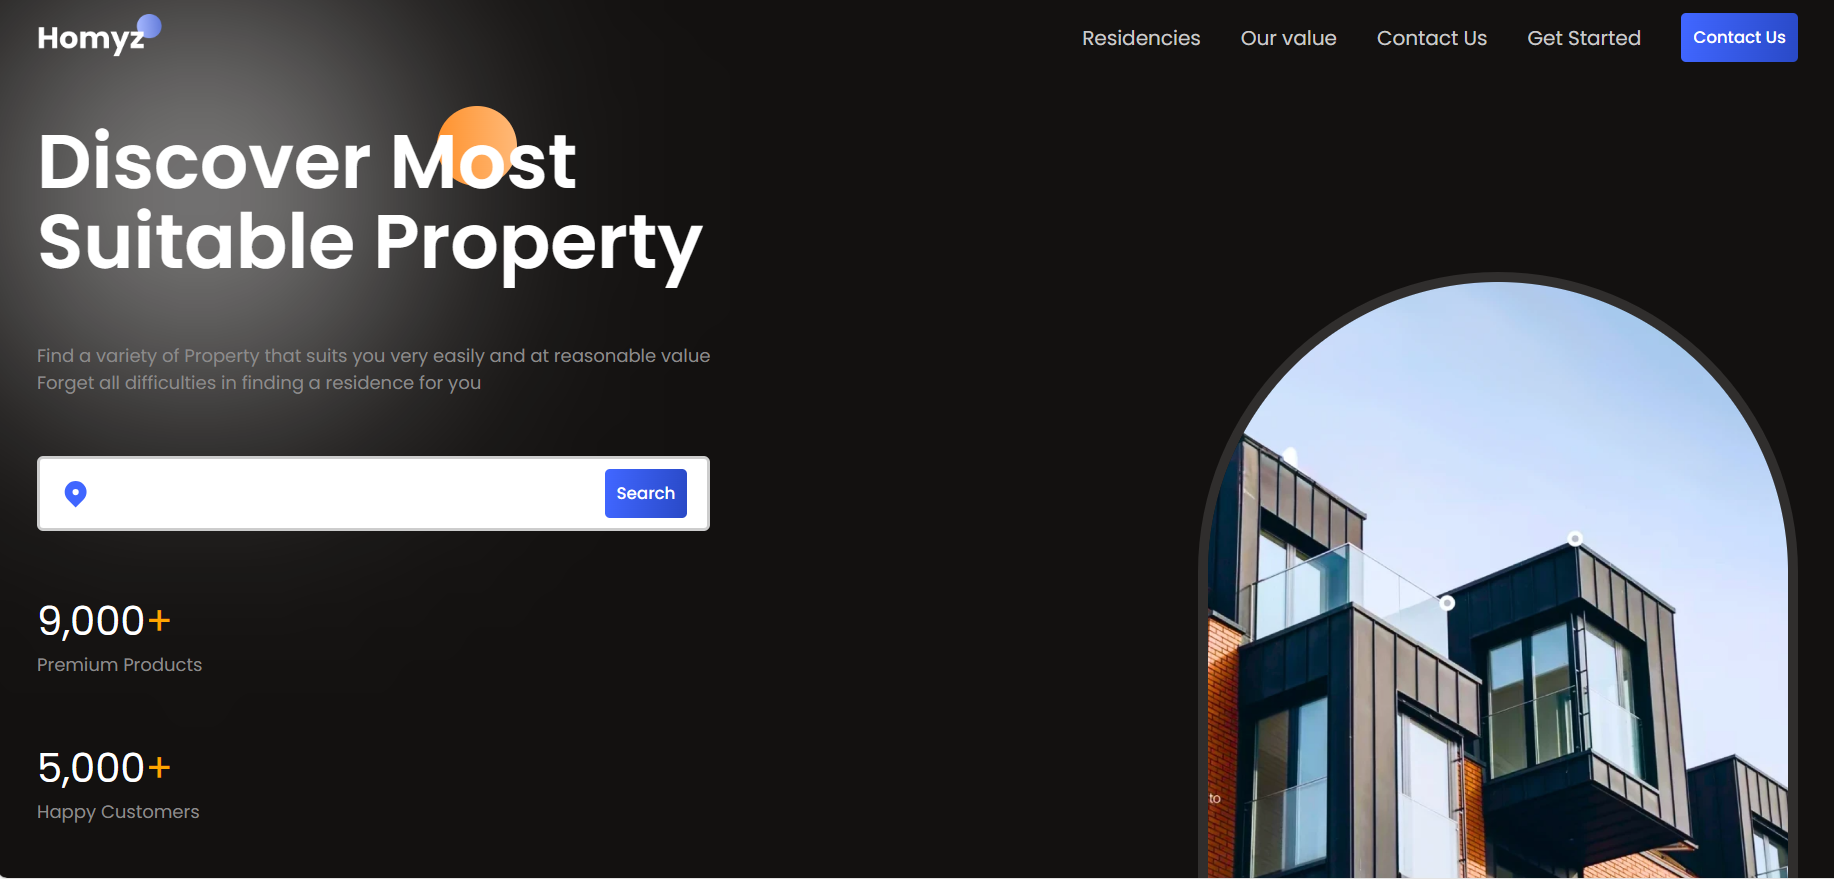 Homyz
Residencies
Our value
Contact Us
Get Started
Contact Us
Discover Most
Suitable Property
Find a variety of Property that suits you very easily and at reasonable value
Forget all difficulties in finding a residence for you
Search
9,000+
Premium Products
5,000+
Happy Customers
to